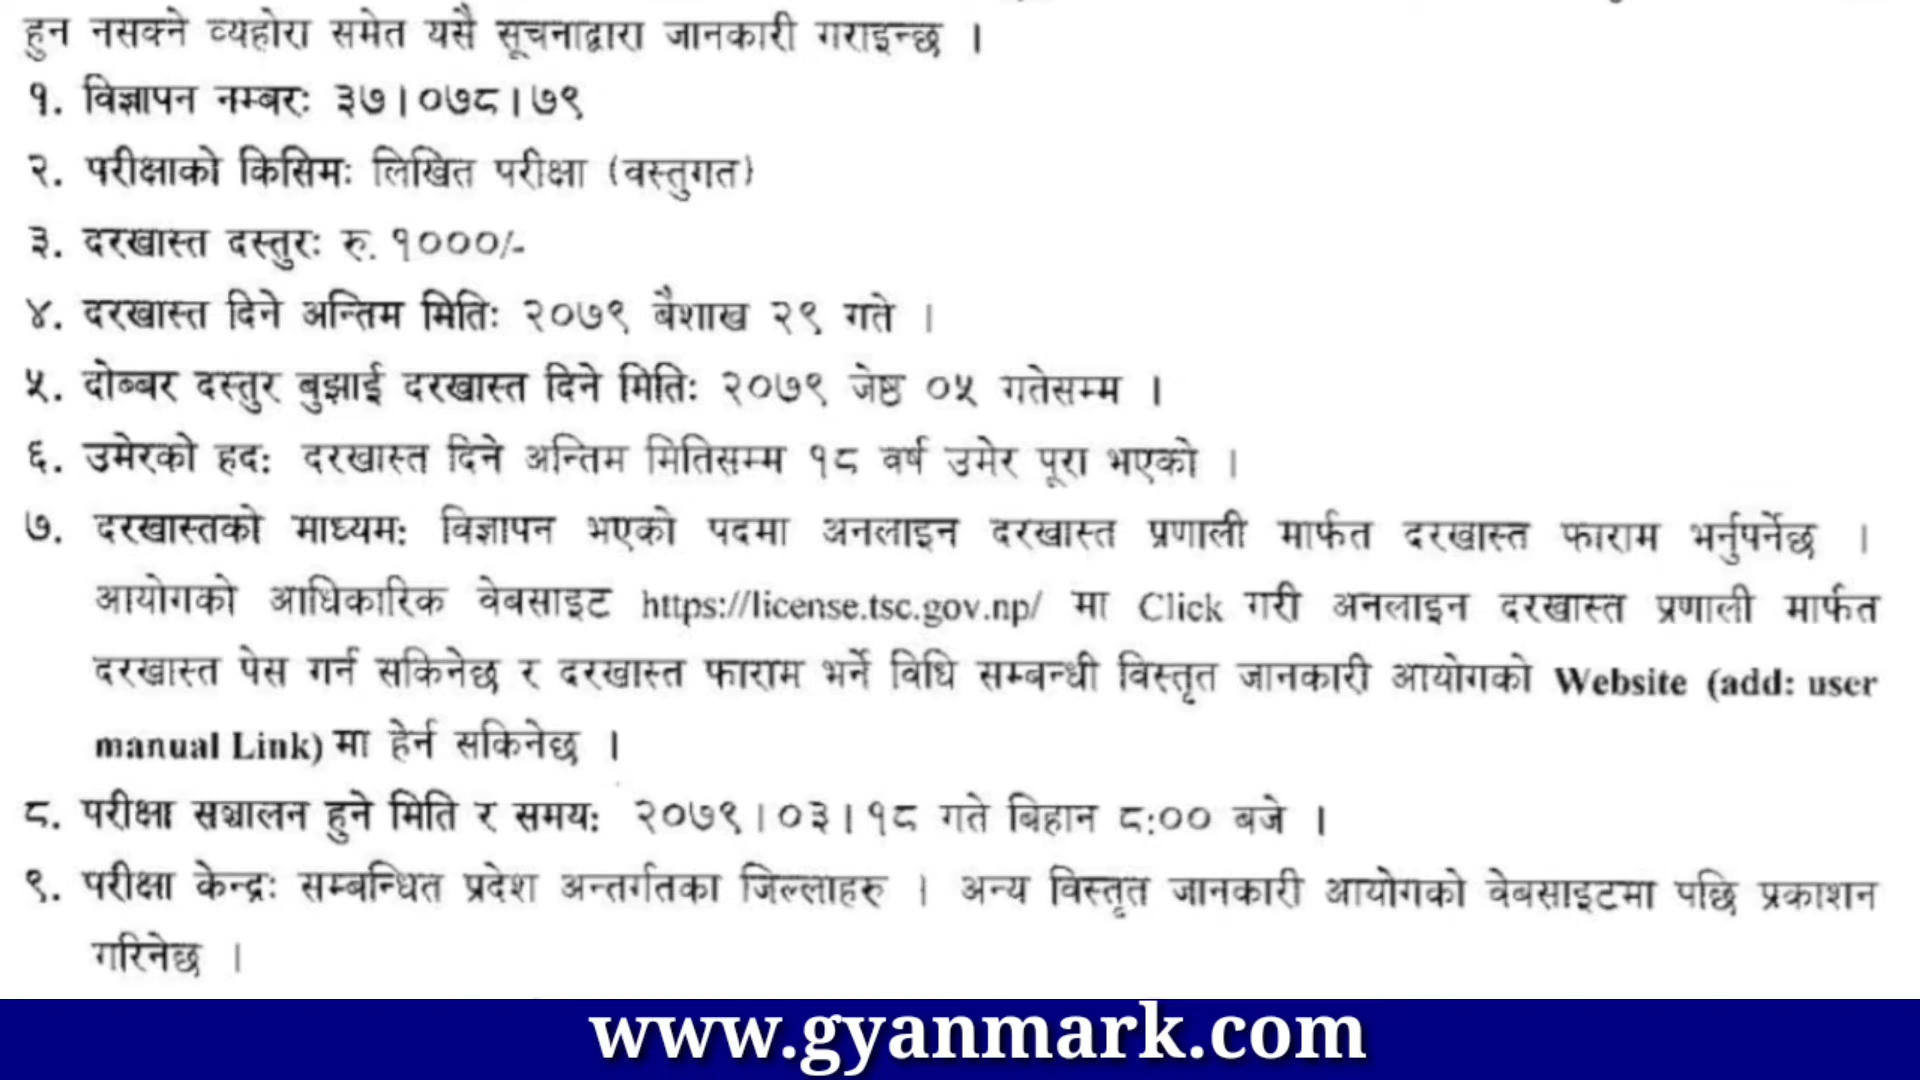 हुन नसक्ने व्यहोरा समेत यसै सूचनाद्वारा जानकारी गराइन्छ ।
१. विज्ञापन नम्बरः ३७।०७८।७९
२. परीक्षाको किसिमः लिखित परीक्षा (वस्तुगत)
३. दरखास्त दस्तुरः रु. १०००/-
४. दरखास्त दिने अन्तिम मितिः २०७९ बैशाख २९ गते ।
५. दोब्बर दस्तुर बुझाई दरखास्त दिने मितिः २०७९ जेष्ठ ०५ गतेसम्म ।
६. उमेरको हदः दरखास्त दिने अन्तिम मितिसम्म १८ वर्ष उमेर पूरा भएको ।
७. दरखास्तको माध्यमः विज्ञापन भएको पदमा अनलाइन दरखास्त प्रणाली मार्फत दरखास्त फाराम भर्नुपर्नेछ ।
आयोगको आधिकारिक वेबसाइट https://license.tsc.gov.np/ मा Click गरी अनलाइन दरखास्त प्रणाली मार्फत
दरखास्त पेस गर्न सकिनेछ र दरखास्त फाराम भर्ने विधि सम्बन्धी विस्तृत जानकारी आयोगको Website (add: user
manual Link) मा हेर्न सकिनेछ ।
८. परीक्षा सञ्चालन हुने मिति र समयः २०७९।०३।१८ गते बिहान ८:०० बजे ।
९. परीक्षा केन्द्रः सम्बन्धित प्रदेश अन्तर्गतका जिल्लाहरु । अन्य विस्तृत जानकारी आयोगको वेबसाइटमा पछि प्रकाशन
गरिनेछ ।
www.gyanmark.com